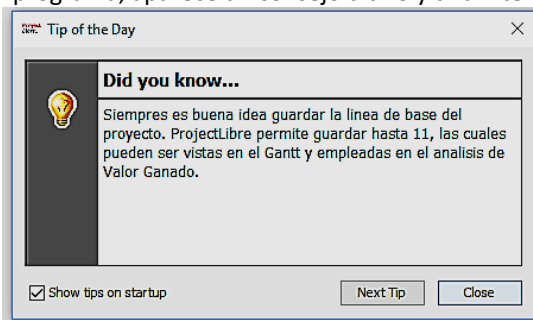 Tip of the Day
Did you know...
Siempres es buena idea guardar la linea de base del
proyecto. ProjectLibre permite guardar hasta 11, las cuales
pueden ser vistas en el Gantt y empleadas en el analisis de
Valor Ganado.
Show tips on startup
Next Tip
Close